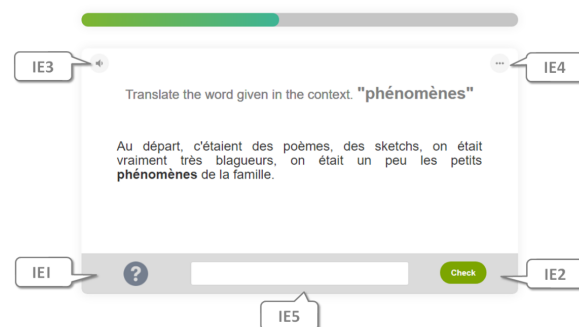 IE3
IE4
Translate the word given in the context. "phénomènes"
Au départ, c'étaient des poèmes, des sketchs, on était
vraiment très blagueurs, on était un peu les petits
phénomènes de la famille.
IE1
?
Check
IE2
IE5